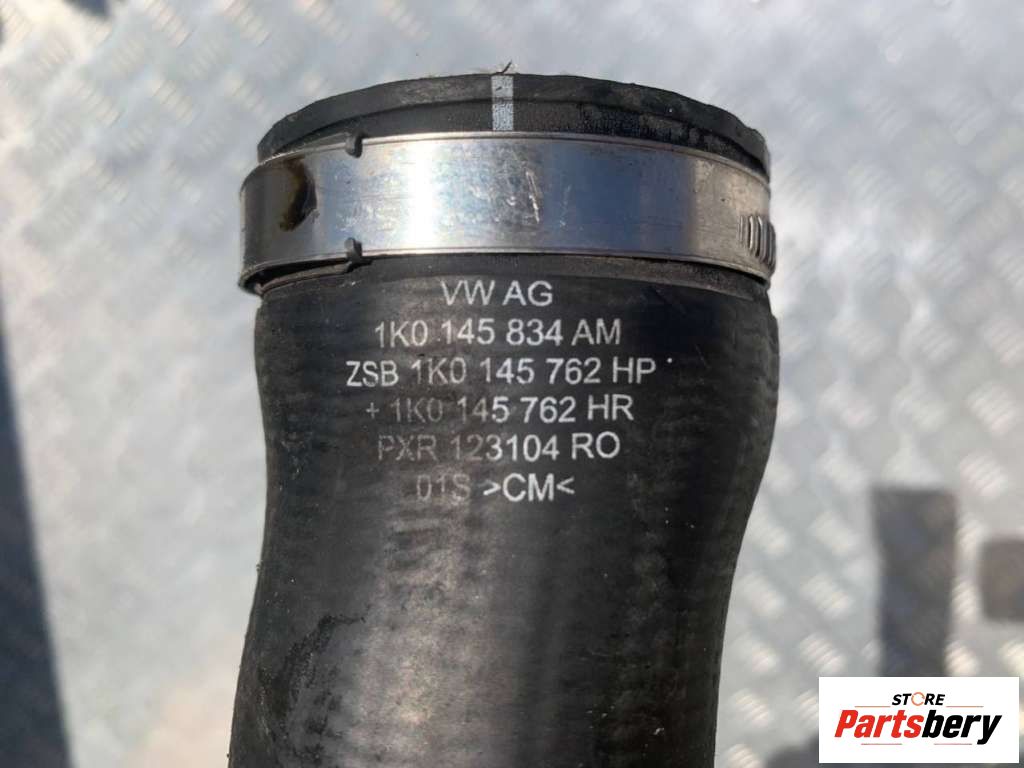 VW AG
1K0 145 834 AM
ZSB 1K0 145 762 HP
+ 1K0 145 762 HR
PXR 123104 RO
01S >CM<
STORE
Partsbery